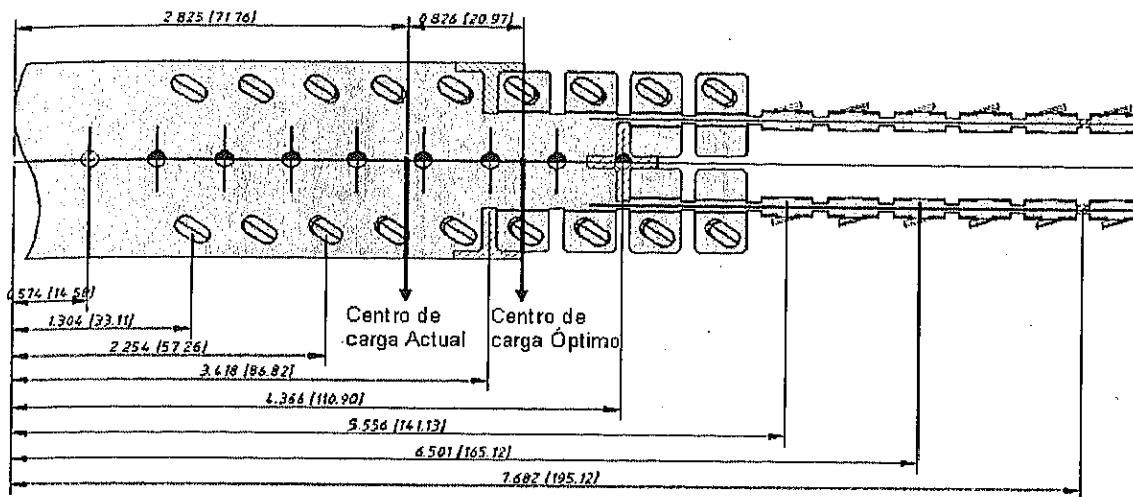 2.825 [71.76]
0.826 [20.97]
0.574 [14.58]
1.304 [33.11]
2.254 [57.26]
3.418 [86.82]
4.366 [110.90]
5.556 [141.13]
6.501 [165.12]
7.682 [195.12]
Centro de
carga Actual
Centro de
carga Óptimo